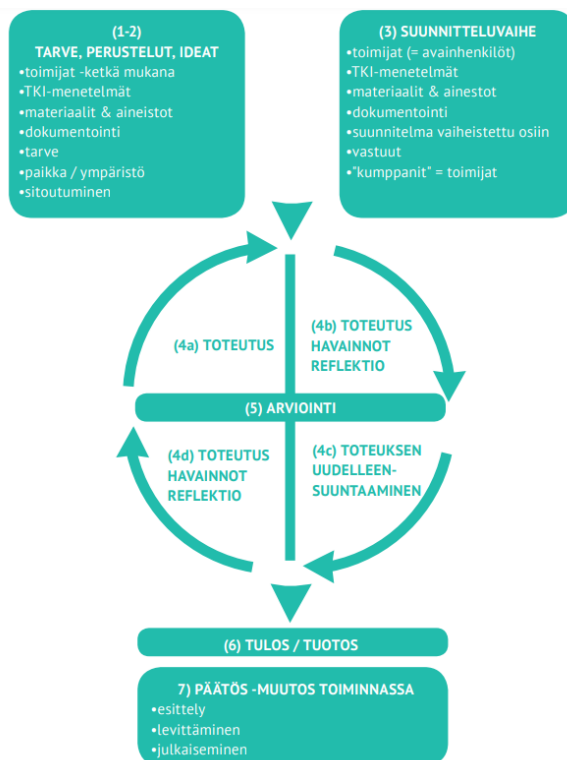 (1-2)
TARVE, PERUSTELUT, IDEAT
•toimijat -ketkä mukana
•TKI-menetelmät
•materiaalit & aineistot
•dokumentointi
•tarve
•paikka / ympäristö
•sitoutuminen
(3) SUUNNITTELUVAIHE
•toimijat (= avainhenkilöt)
•TKI-menetelmät
•materiaalit & ainestot
•dokumentointi
•suunnitelma vaiheistettu osiin
•vastuut
•"kumppanit" = toimijat
(4a) TOTEUTUS
(4b) TOTEUTUS
HAVAINNOT
REFLEKTIO
(5) ARVIOINTI
(4d) TOTEUTUS
HAVAINNOT
REFLEKTIO
(4c) TOTEUKSEN
UUDELLEEN-
SUUNTAAMINEN
(6) TULOS / TUOTOS
7) PÄÄTÖS -MUUTOS TOIMINNASSA
•esittely
•levittäminen
•julkaiseminen